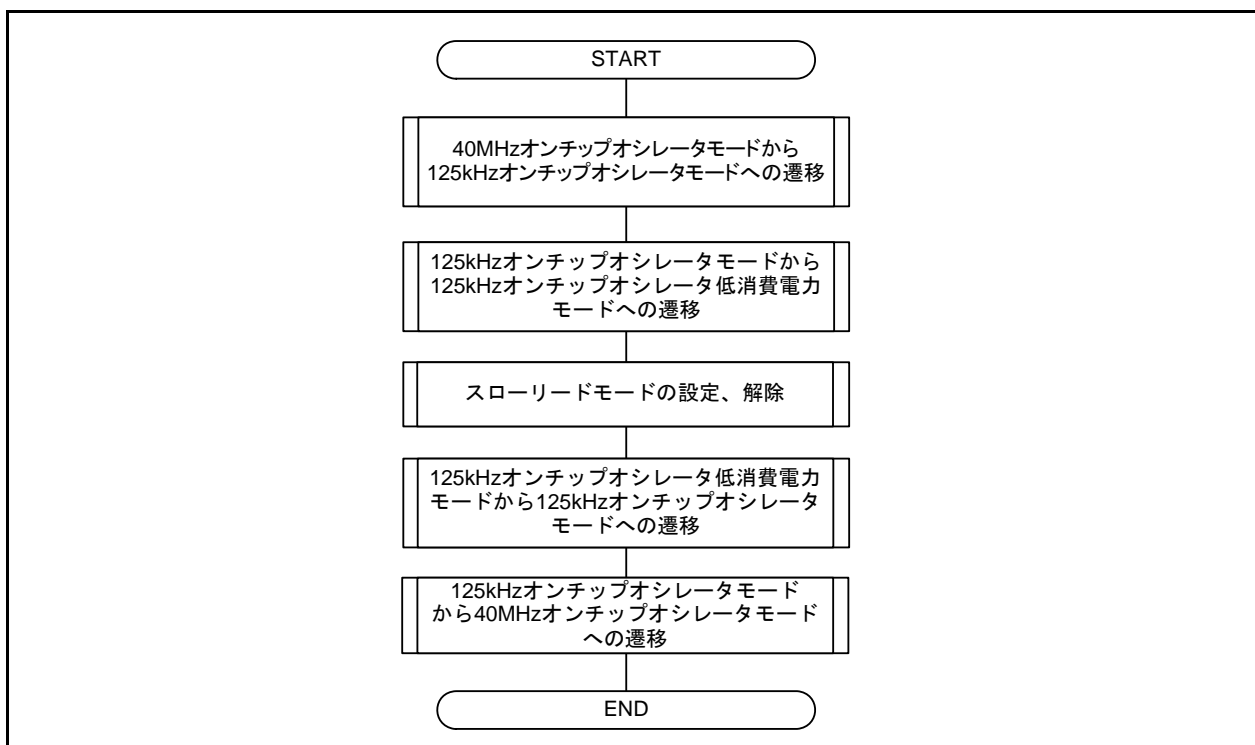 START
40MHzオンチップオシレータモードから
125kHzオンチップオシレータモードへの遷移
125kHzオンチップオシレータモードから
125kHzオンチップオシレータ低消費電力
モードへの遷移
スローリードモードの設定、解除
125kHzオンチップオシレータ低消費電力
モードから125kHzオンチップオシレータ
モードへの遷移
125kHzオンチップオシレータモード
から40MHzオンチップオシレータモード
への遷移
END